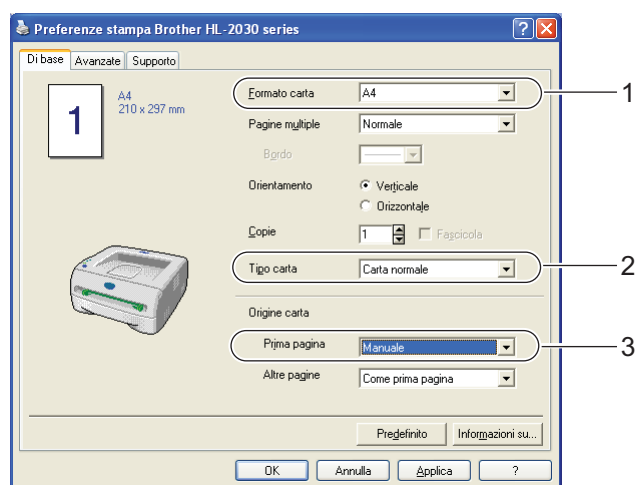 Preferenze stampa Brother HL-2030 series
Di base Avanzate Supporto
1
A4
210 x 297 mm
Formato carta A4 1
Pagine multiple Normale
Bordo
Orientamento Verticale
Orizzontale
Copie 1 Fascicola
Tipo carta Carta normale 2
Origine carta
Prima pagina Manuale 3
Altre pagine Come prima pagina
Predefinito Informazioni su...
OK Annulla Applica ?